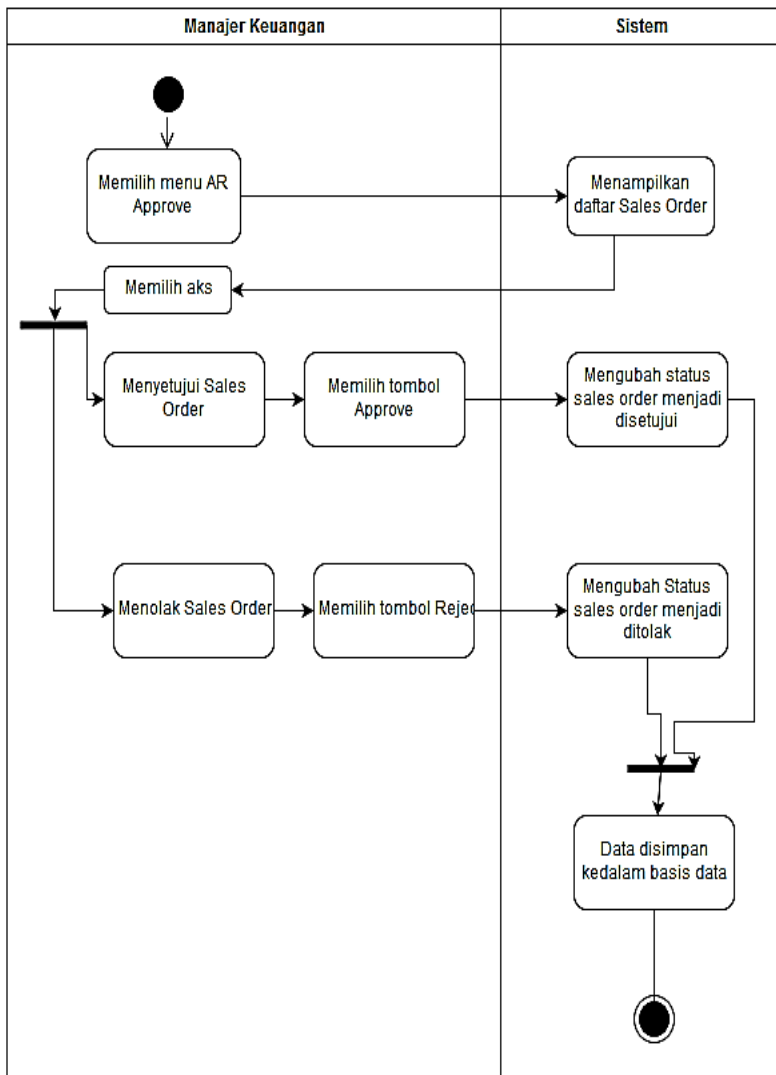 Manajer Keuangan
Sistem
Memilih menu AR
Approve
Menampilkan
daftar Sales Order
Memilih aks
Menyetujui Sales
Order
Memilih tombol
Approve
Mengubah status
sales order menjadi
disetujui
Menolak Sales Order
Memilih tombol Rejec
Mengubah Status
sales order menjadi
ditolak
Data disimpan
kedalam basis data